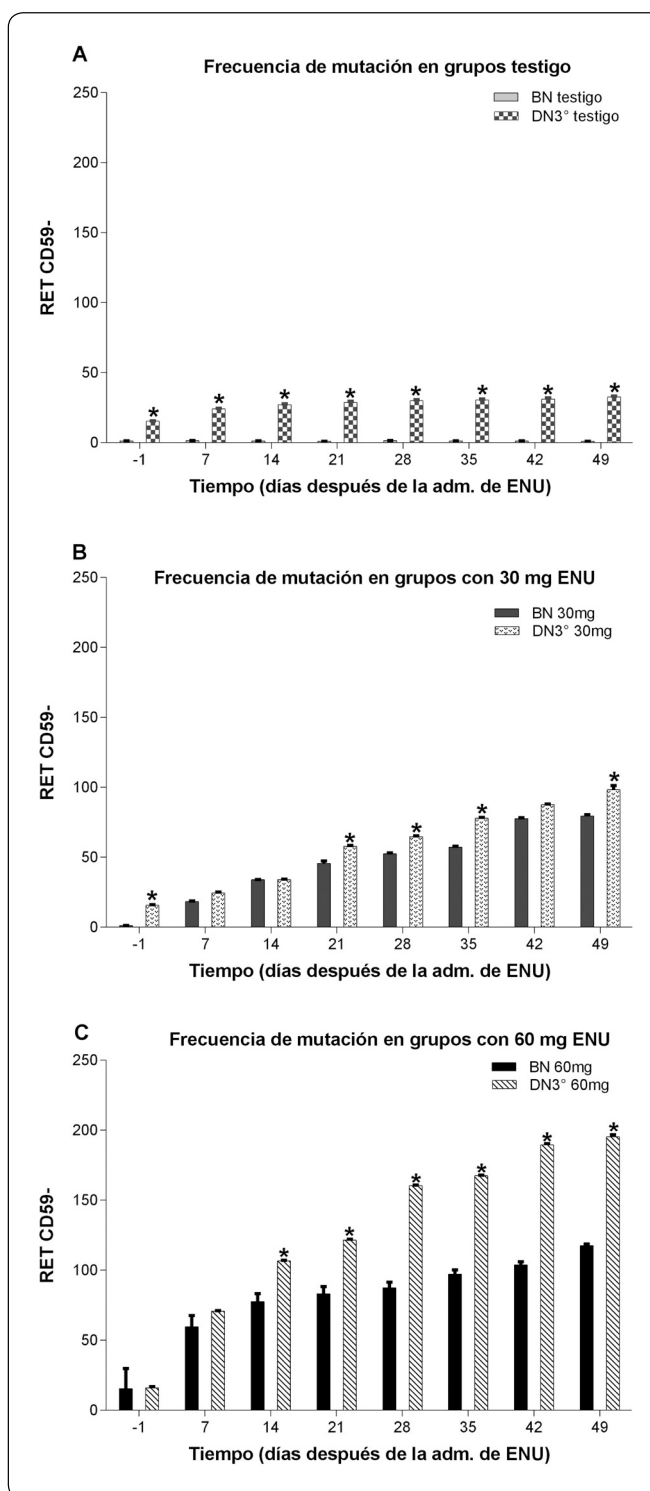 A
Frecuencia de mutación en grupos testigo
BN testigo
DN3° testigo
250
200
150
100
50
0
RET CD59-
* * * * * * * *
-1 7 14 21 28 35 42 49
Tiempo (días después de la adm. de ENU)
B
Frecuencia de mutación en grupos con 30 mg ENU
BN 30mg
DN3° 30mg
250
200
150
100
50
0
RET CD59-
* * * * *
-1 7 14 21 28 35 42 49
Tiempo (días después de la adm. de ENU)
C
Frecuencia de mutación en grupos con 60 mg ENU
BN 60mg
DN3° 60mg
250
200
150
100
50
0
RET CD59-
* * * * * *
-1 7 14 21 28 35 42 49
Tiempo (días después de la adm. de ENU)